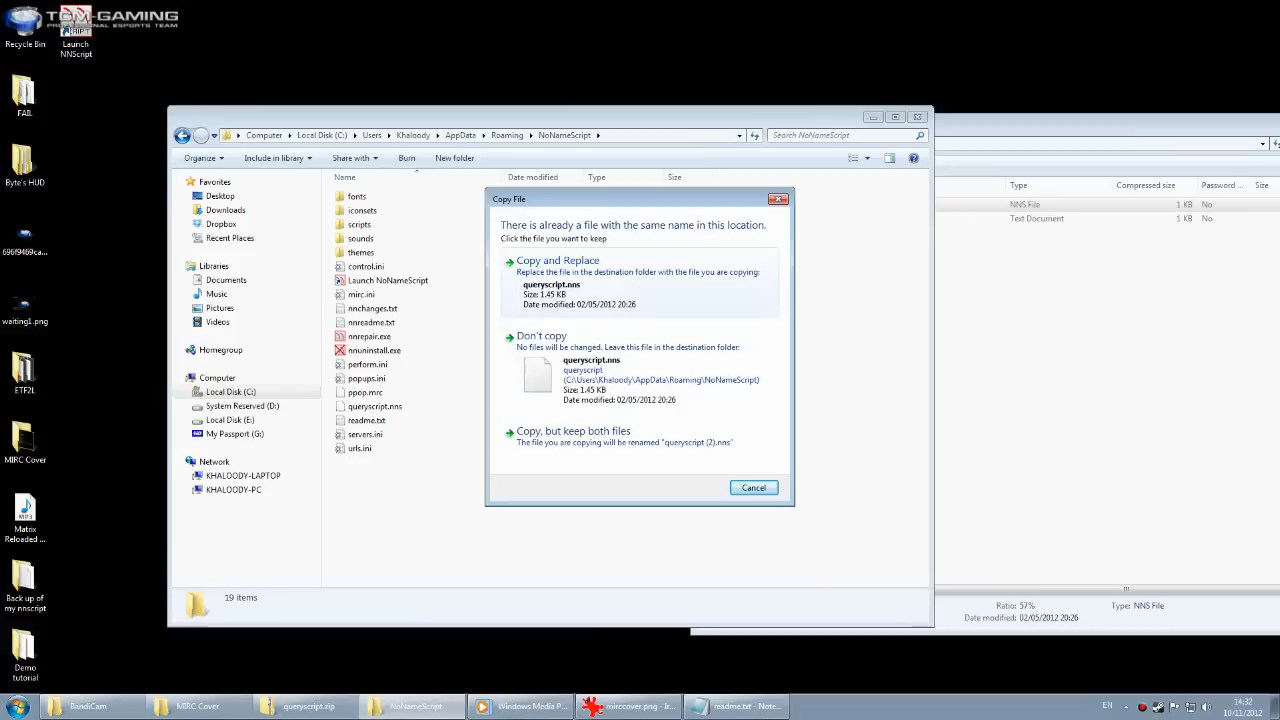 TCM-GAMING
PROFESSIONAL ESPORTS TEAM
Recycle Bin
Launch
NNScript
FAIL
Byte's HUD
696f9469ca...
waiting1.png
ETF2L
MIRC Cover
Matrix
Reloaded ...
Back up of
my nnscript
Demo
tutorial
Computer
Local Disk (C:)
Users
Khaloody
AppData
Roaming
NoNameScript
Search NoNameScript
Organize
Include in library
Share with
Burn
New folder
Favorites
Desktop
Downloads
Dropbox
Recent Places
Libraries
Documents
Music
Pictures
Videos
Homegroup
Computer
Local Disk (C:)
System Reserved (D:)
Local Disk (E:)
My Passport (G:)
Network
KHALOODY-LAPTOP
KHALOODY-PC
Name
Date modified
Type
Size
fonts
iconsets
scripts
sounds
themes
control.ini
Launch NoNameScript
mirc.ini
nnchanges.txt
nnreadme.txt
nnrepair.exe
nnuninstall.exe
perform.ini
popups.ini
ppop.mrc
queryscript.nns
readme.txt
servers.ini
urls.ini
19 items
Copy File
There is already a file with the same name in this location.
Click the file you want to keep
Copy and Replace
Replace the file in the destination folder with the file you are copying:
queryscript.nns
Size: 1.45 KB
Date modified: 02/05/2012 20:26
Don't copy
No files will be changed. Leave this file in the destination folder:
queryscript.nns
queryscript
(C:\Users\Khaloody\AppData\Roaming\NoNameScript)
Size: 1.45 KB
Date modified: 02/05/2012 20:26
Copy, but keep both files
The file you are copying will be renamed "queryscript (2).nns"
Cancel
Type
Compressed size
Password ...
Size
NNS File
1 KB
No
Text Document
1 KB
No
Ratio: 57%
Type: NNS File
Date modified: 02/05/2012 20:26
BandiCam
MIRC Cover
queryscript.zip
NoNameScript
Windows Media P...
mirccover.png - Ir...
readme.txt - Note...
EN
14:32
10/11/2012